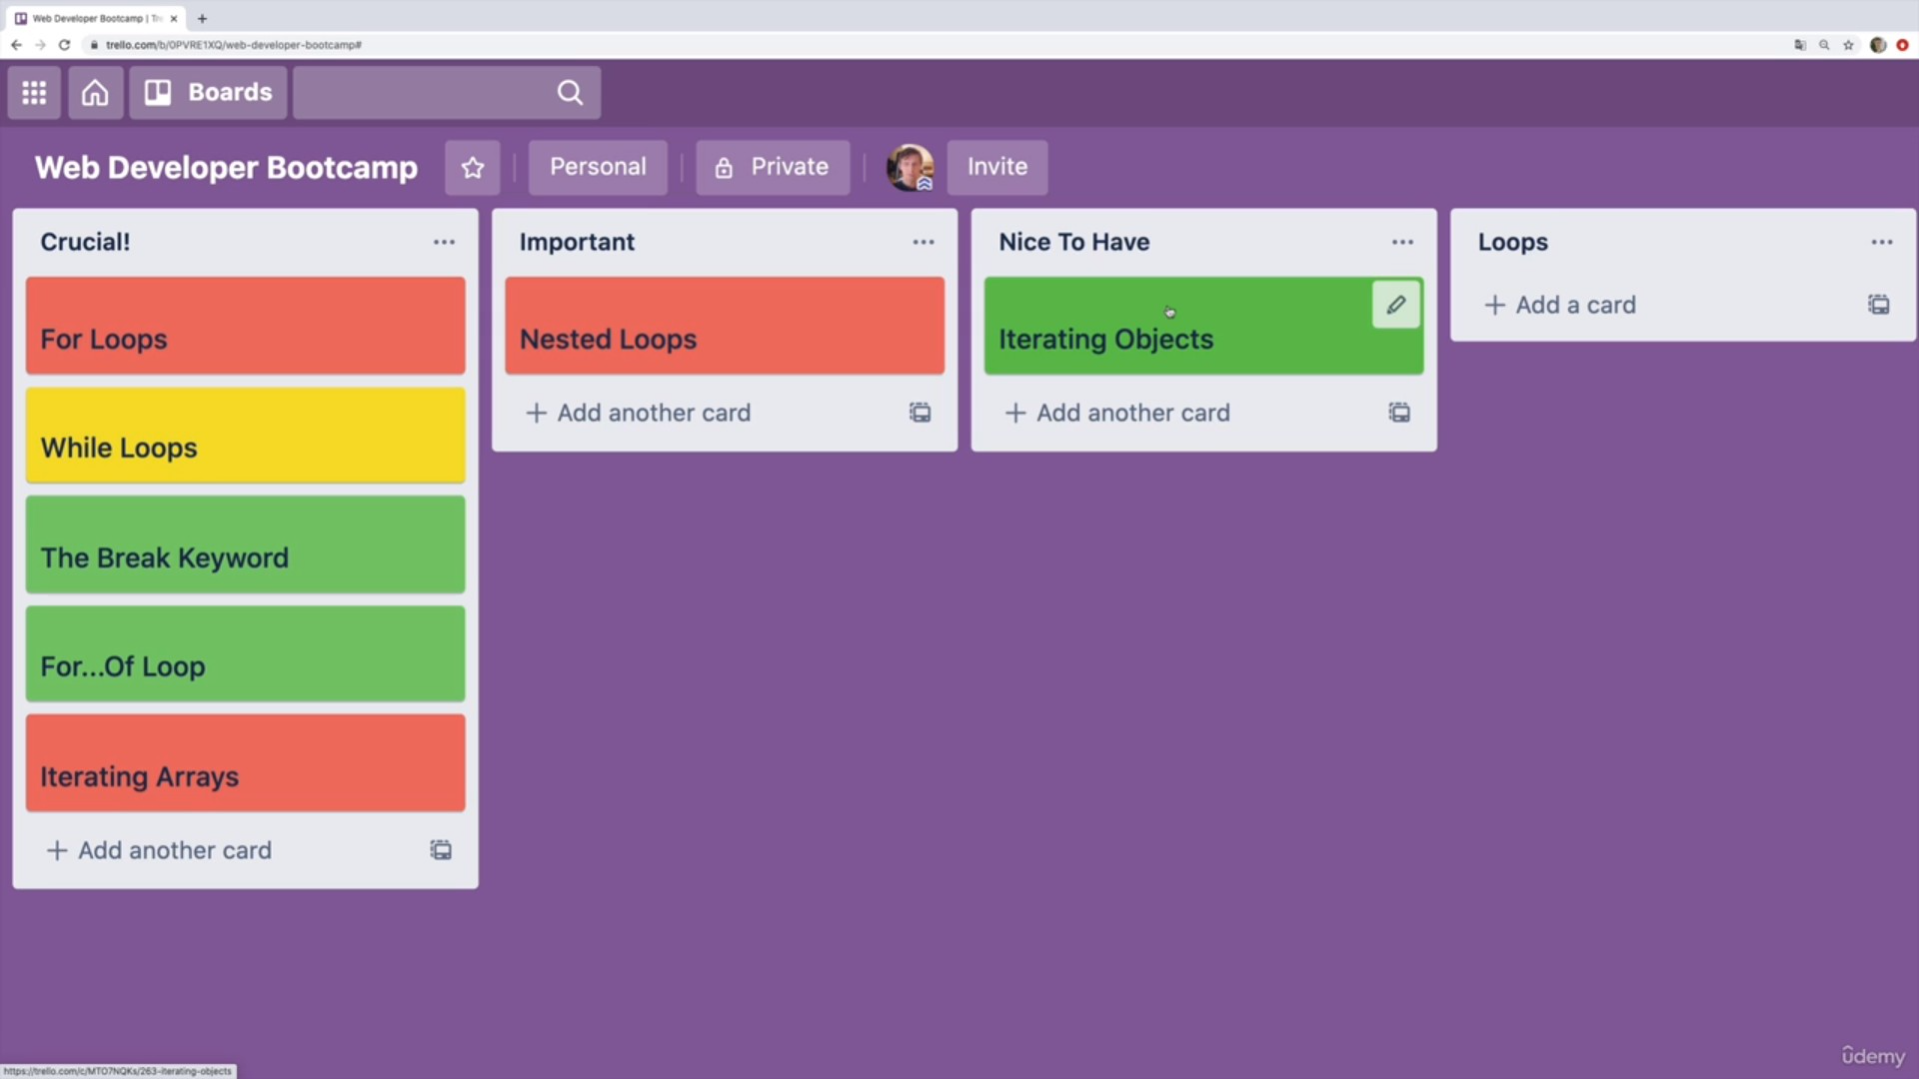 Web Developer Bootcamp | Tre
trello.com/b/0PVRE1XQ/web-developer-bootcamp#
Boards
Web Developer Bootcamp
Personal
Private
Invite
Crucial!
For Loops
While Loops
The Break Keyword
For...Of Loop
Iterating Arrays
+ Add another card
Important
Nested Loops
+ Add another card
Nice To Have
Iterating Objects
+ Add another card
Loops
+ Add a card
https://trello.com/c/MTO7NQKs/263-iterating-objects
ûdemy